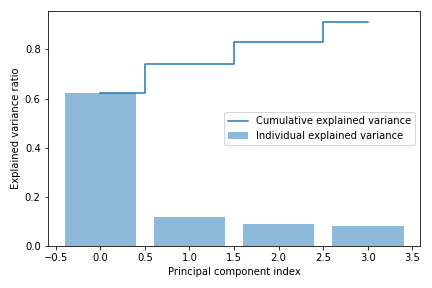 Explained variance ratio
0.8
0.6
0.4
0.2
0.0
Cumulative explained variance
Individual explained variance
−0.5 0.0 0.5 1.0 1.5 2.0 2.5 3.0 3.5
Principal component index